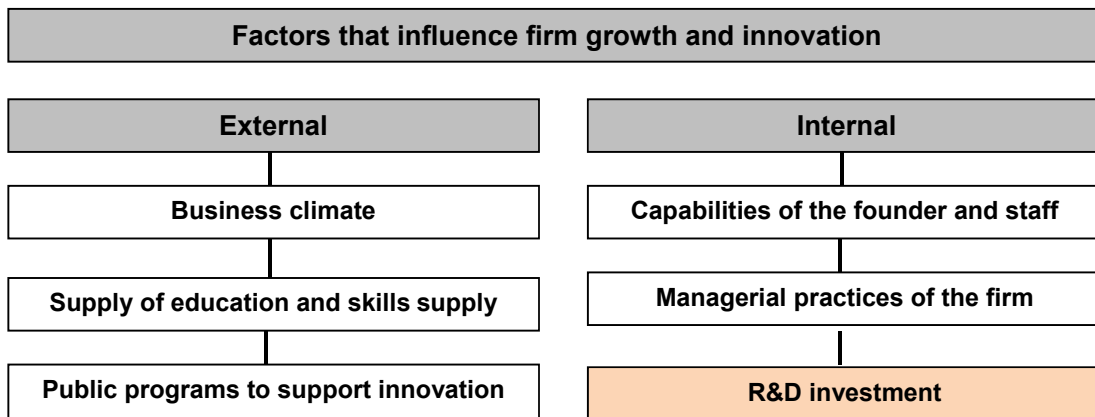 Factors that influence firm growth and innovation
External
Business climate
Supply of education and skills supply
Public programs to support innovation
Internal
Capabilities of the founder and staff
Managerial practices of the firm
R&D investment